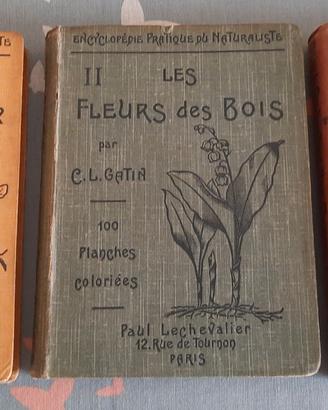 ENCYCLOPÉDIE PRATIQUE DU NATURALISTE
II LES
FLEURS des BOIS
par
C. L. GATIN
100
Planches
coloriées
Paul Lechevalier
12. Rue de Tournon
PARIS